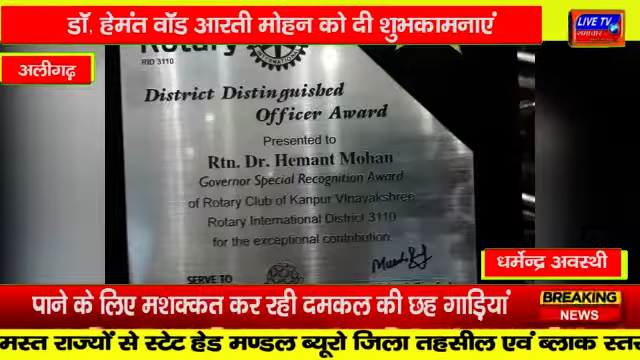 डॉ, हेमंत वॉड आरती मोहन को दी शुभकामनाएं
LIVE TV
समाचार
अलीगढ़
Rotary
RID 3110
District Distinguished
Officer Award
Presented to
Rtn. Dr. Hemant Mohan
Governor Special Recognition Award
of Rotary Club of Kanpur Vinayakshree
Rotary International District 3110
for the exceptional contribution.
SERVE TO
धर्मेन्द्र अवस्थी
पाने के लिए मशक्कत कर रही दमकल की छह गाड़ियां
BREAKING
NEWS
मस्त राज्यों से स्टेट हेड मण्डल ब्यूरो जिला तहसील एवं ब्लाक स्तर